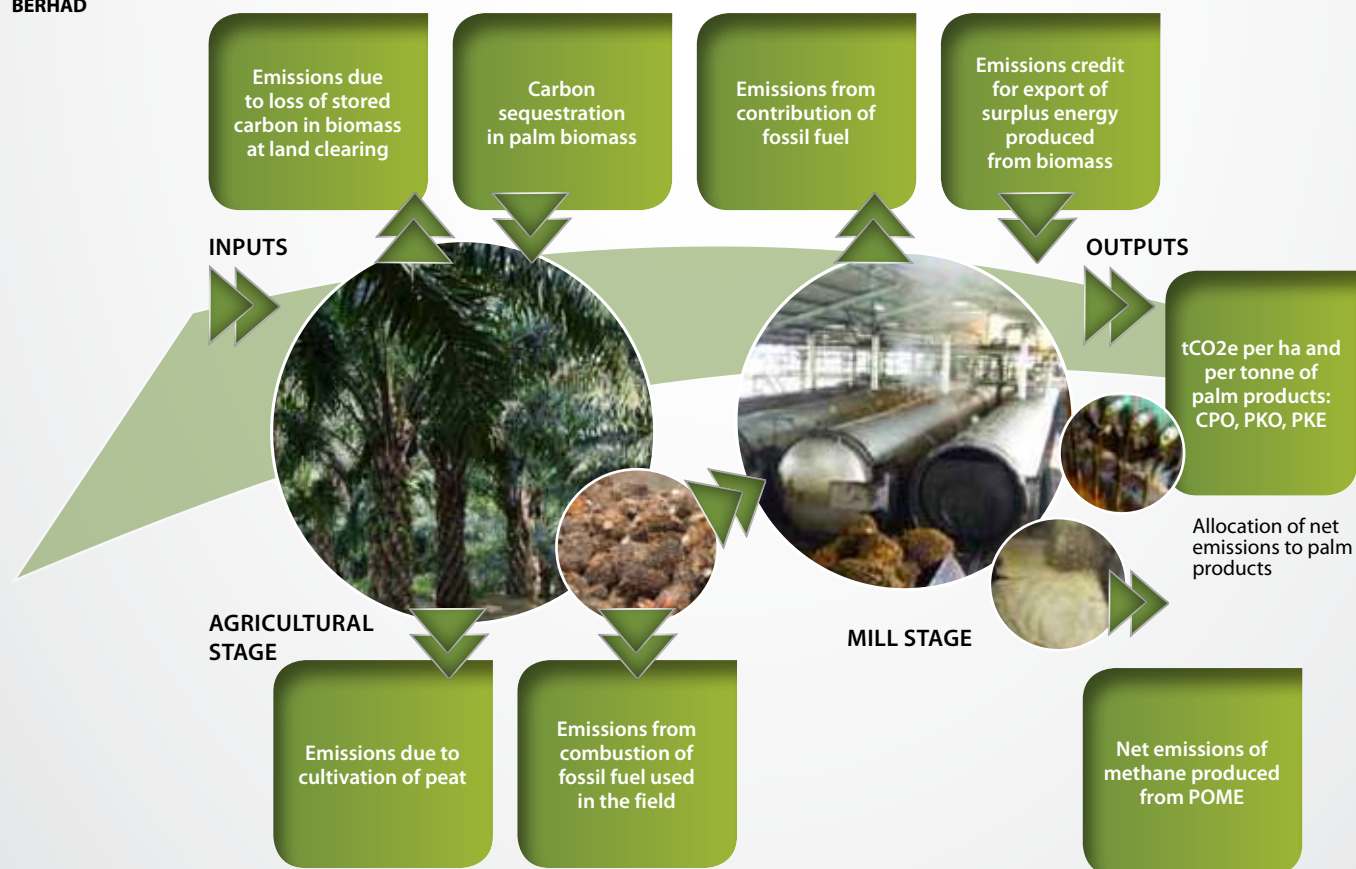 BERHAD
Emissions due
to loss of stored
carbon in biomass
at land clearing
Carbon
sequestration
in palm biomass
Emissions from
contribution of
fossil fuel
Emissions credit
for export of
surplus energy
produced
from biomass
INPUTS
OUTPUTS
tCO2e per ha and
per tonne of
palm products:
CPO, PKO, PKE
Allocation of net
emissions to palm
products
AGRICULTURAL
STAGE
MILL STAGE
Emissions due to
cultivation of peat
Emissions from
combustion of
fossil fuel used
in the field
Net emissions of
methane produced
from POME